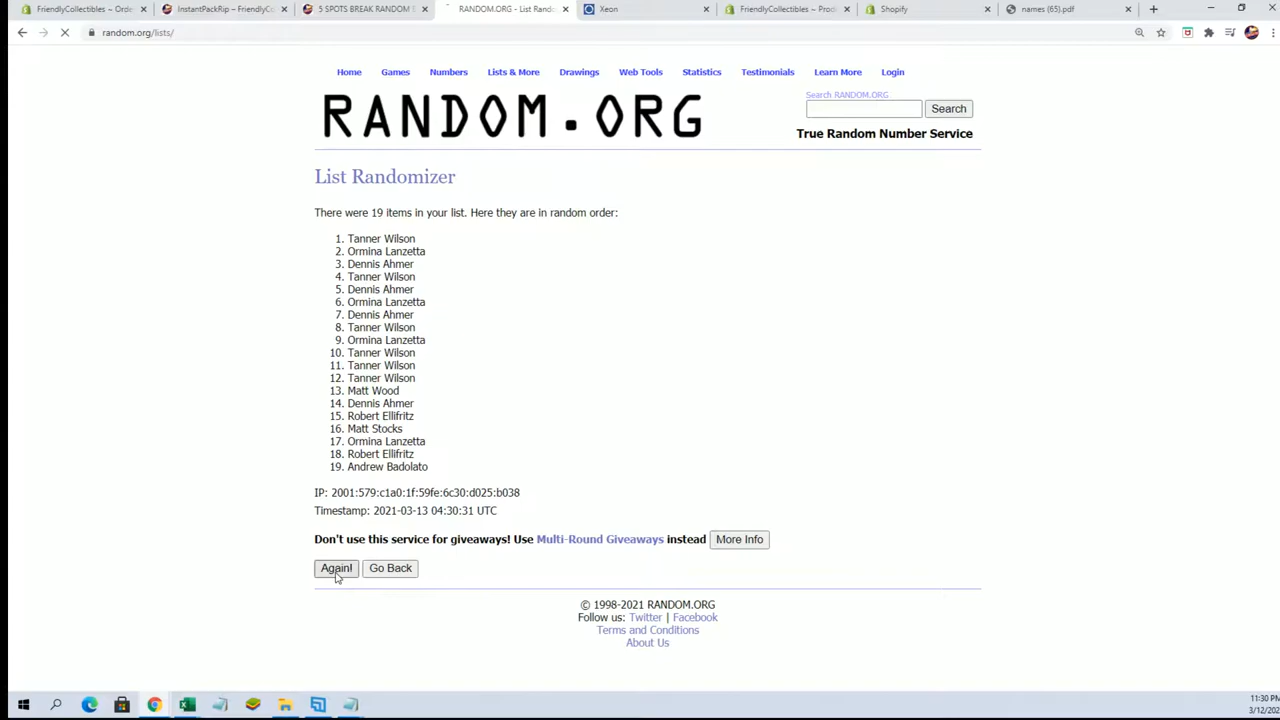 FriendlyCollectibles ~ Orde
InstantPackRip – FriendlyCo
5 SPOTS BREAK RANDOM
RANDOM.ORG - List Rando
Xeon
FriendlyCollectibles ~ Prod
Shopify
names (65).pdf
random.org/lists/
Home Games Numbers Lists & More Drawings Web Tools Statistics Testimonials Learn More Login
RANDOM.ORG
Search RANDOM.ORG
Search
True Random Number Service
List Randomizer
There were 19 items in your list. Here they are in random order:
1. Tanner Wilson
2. Ormina Lanzetta
3. Dennis Ahmer
4. Tanner Wilson
5. Dennis Ahmer
6. Ormina Lanzetta
7. Dennis Ahmer
8. Tanner Wilson
9. Ormina Lanzetta
10. Tanner Wilson
11. Tanner Wilson
12. Tanner Wilson
13. Matt Wood
14. Dennis Ahmer
15. Robert Ellifritz
16. Matt Stocks
17. Ormina Lanzetta
18. Robert Ellifritz
19. Andrew Badolato
IP: 2001:579:c1a0:1f:59fe:6c30:d025:b038
Timestamp: 2021-03-13 04:30:31 UTC
Don't use this service for giveaways! Use Multi-Round Giveaways instead More Info
Again! Go Back
© 1998-2021 RANDOM.ORG
Follow us: Twitter | Facebook
Terms and Conditions
About Us
11:30 PM
3/12/202